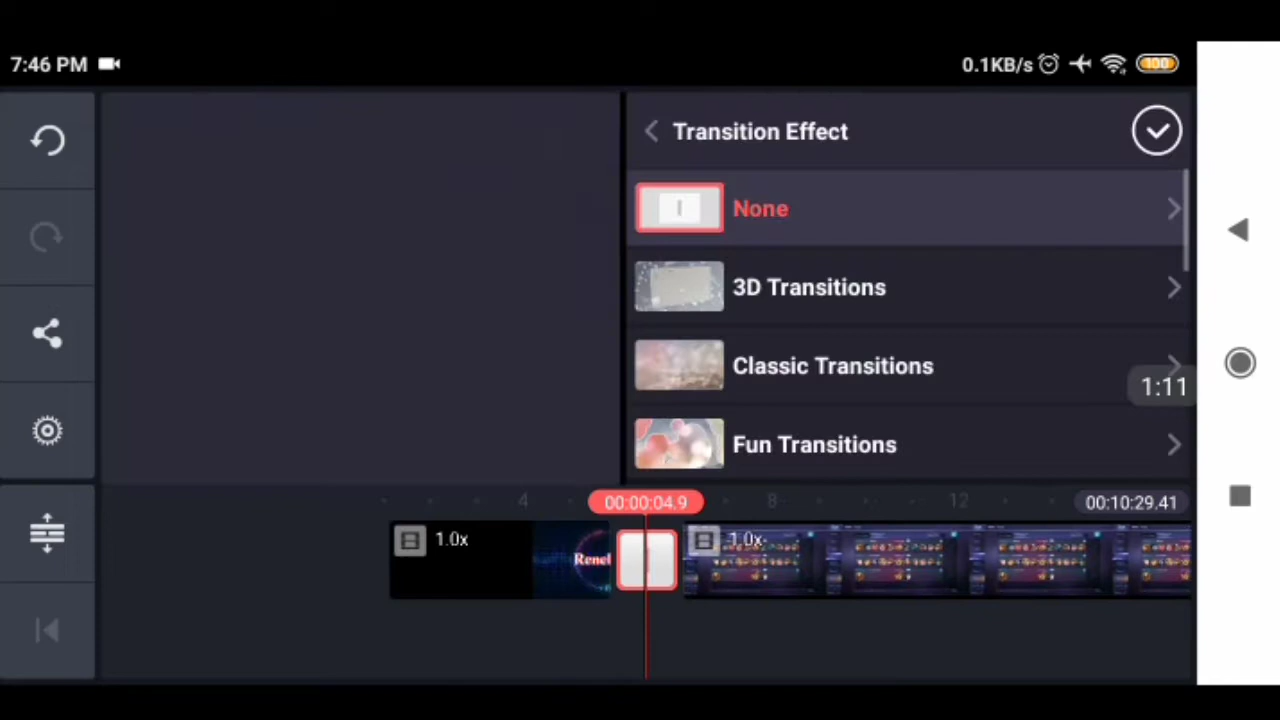 7:46 PM
0.1KB/s
100
Transition Effect
None
3D Transitions
Classic Transitions
1:11
Fun Transitions
4
00:00:04.9
8
12
00:10:29.41
1.0x
Renel
1.0x